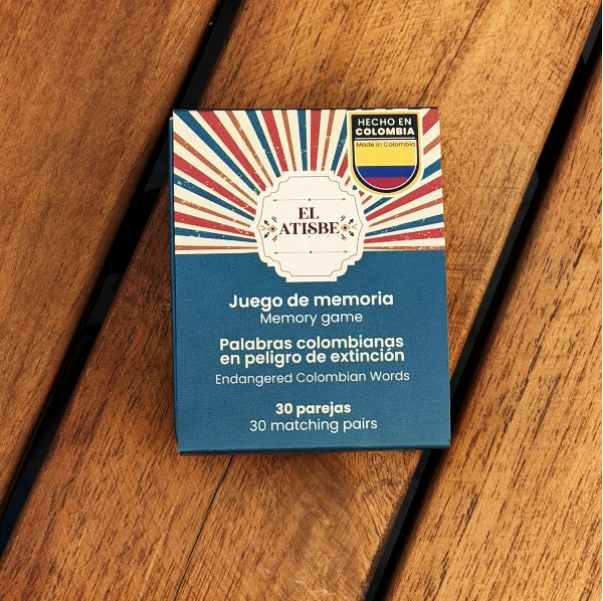 HECHO EN
COLOMBIA
Made in Colombia
EL
ATISBE
Juego de memoria
Memory game
Palabras colombianas
en peligro de extinción
Endangered Colombian Words
30 parejas
30 matching pairs